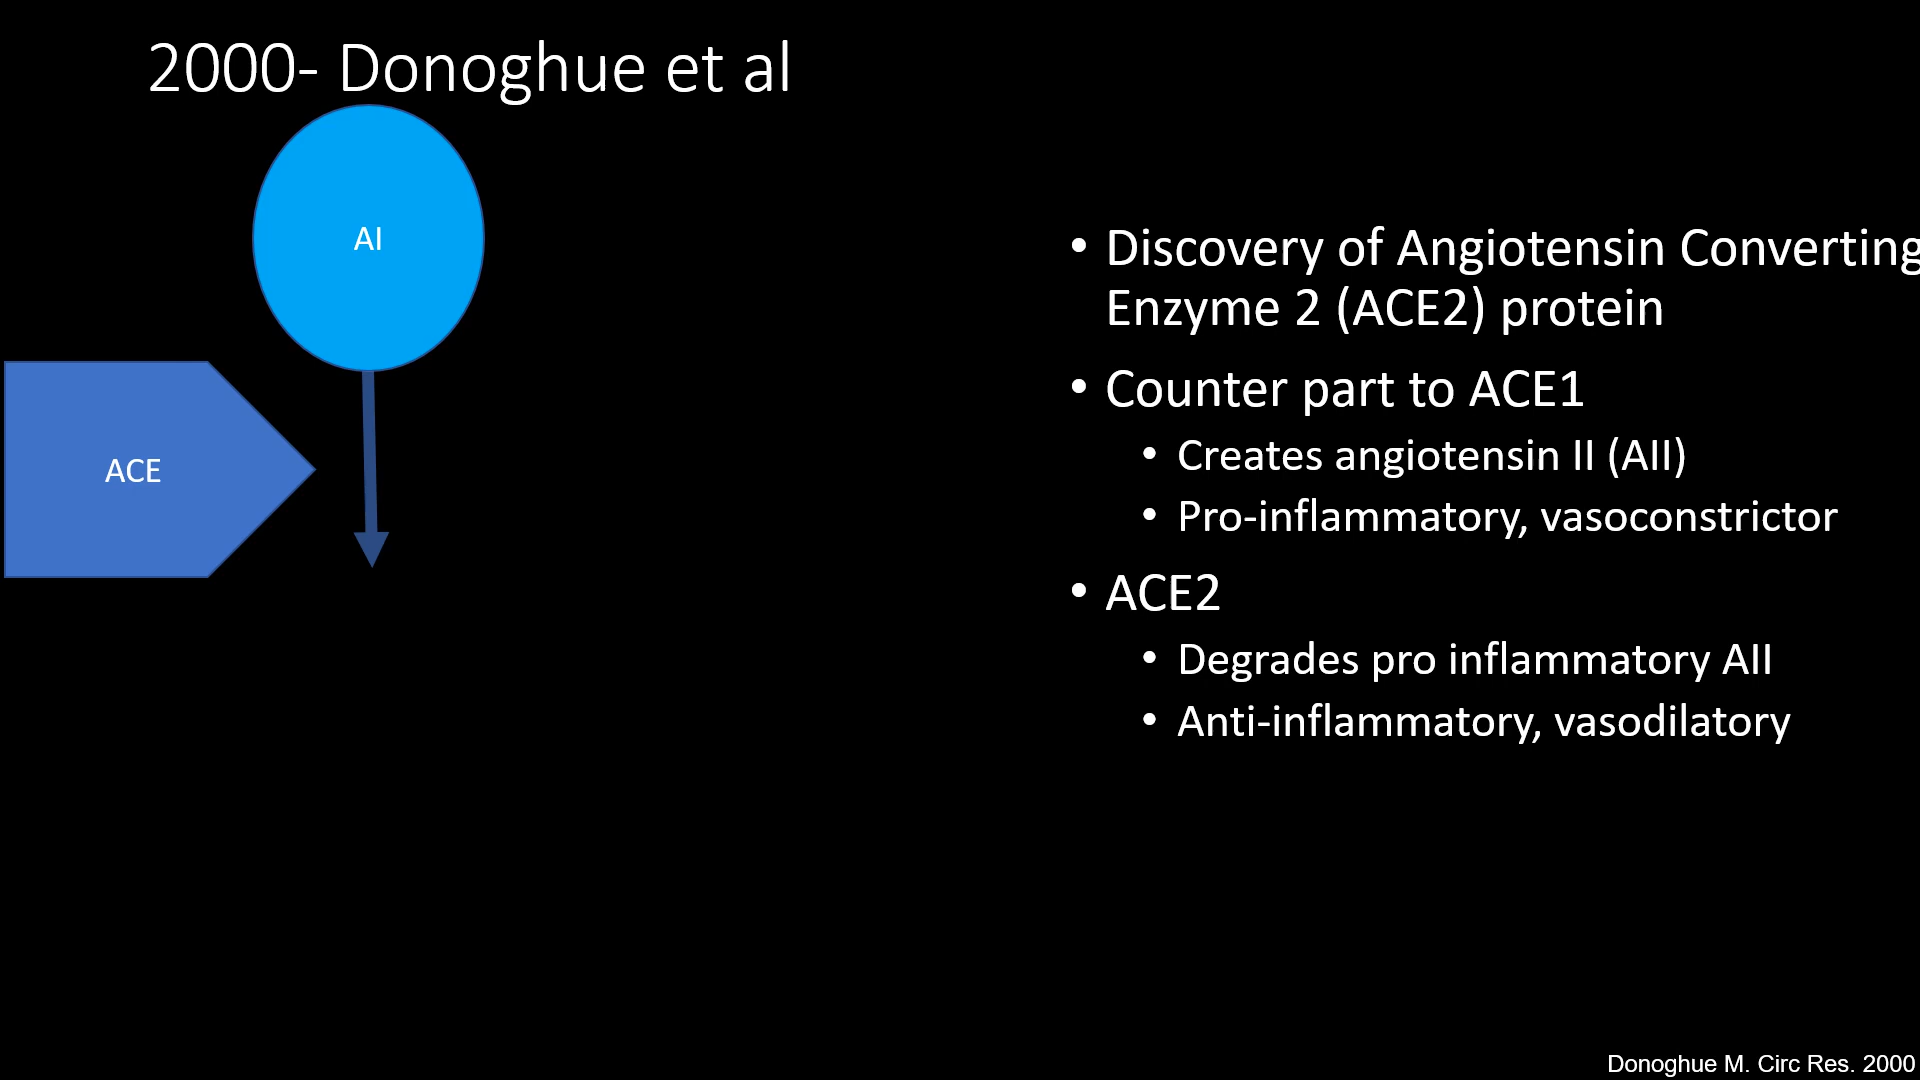 2000- Donoghue et al
AI
ACE
• Discovery of Angiotensin Converting
Enzyme 2 (ACE2) protein
• Counter part to ACE1
• Creates angiotensin II (AII)
• Pro-inflammatory, vasoconstrictor
• ACE2
• Degrades pro inflammatory AII
• Anti-inflammatory, vasodilatory
Donoghue M. Circ Res. 2000